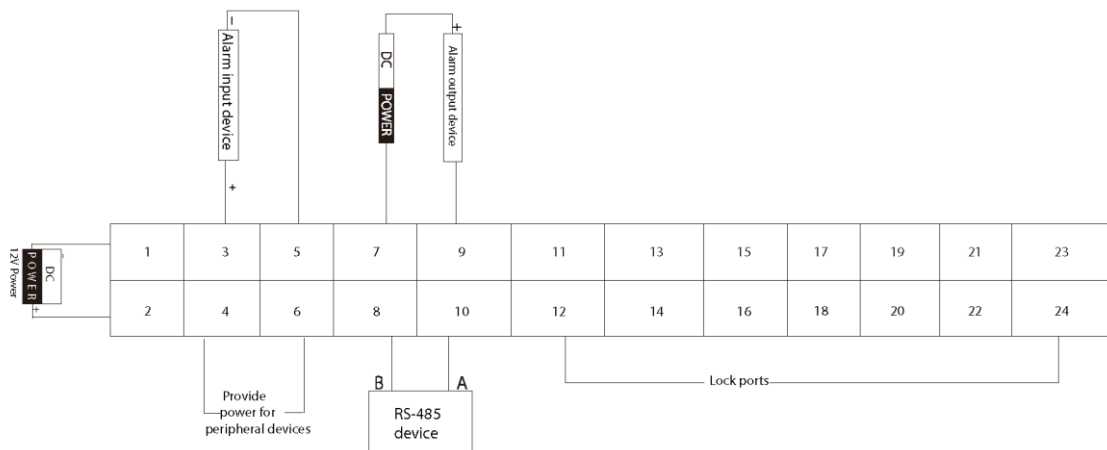 −
Alarm input device
+
DC
POWER
+
Alarm output device
12V Power
POWER
DC
-
+
1 3 5 7 9 11 13 15 17 19 21 23
2 4 6 8 10 12 14 16 18 20 22 24
Provide
power for
peripheral devices
B A
RS-485
device
Lock ports